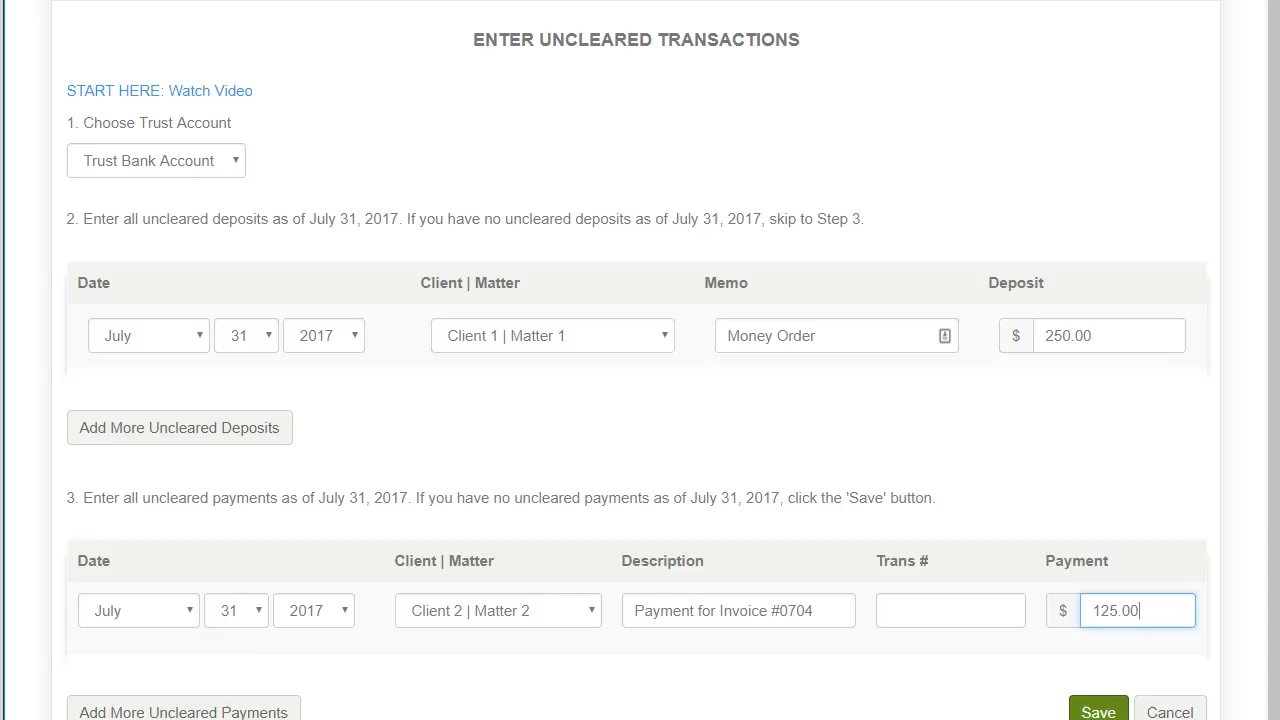 ENTER UNCLEARED TRANSACTIONS
START HERE: Watch Video
1. Choose Trust Account
Trust Bank Account
2. Enter all uncleared deposits as of July 31, 2017. If you have no uncleared deposits as of July 31, 2017, skip to Step 3.
Date Client | Matter Memo Deposit
July 31 2017 Client 1 | Matter 1 Money Order $ 250.00
Add More Uncleared Deposits
3. Enter all uncleared payments as of July 31, 2017. If you have no uncleared payments as of July 31, 2017, click the 'Save' button.
Date Client | Matter Description Trans # Payment
July 31 2017 Client 2 | Matter 2 Payment for Invoice #0704 $ 125.00
Add More Uncleared Payments Save Cancel